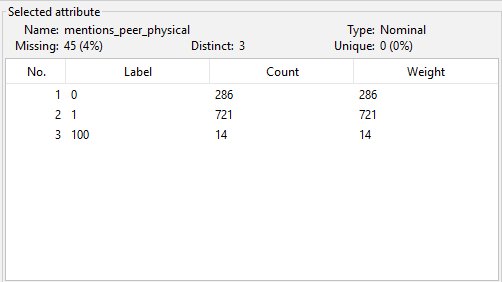 Selected attribute
Name: mentions_peer_physical Type: Nominal
Missing: 45 (4%) Distinct: 3 Unique: 0 (0%)
No. Label Count Weight
1 0 286 286
2 1 721 721
3 100 14 14